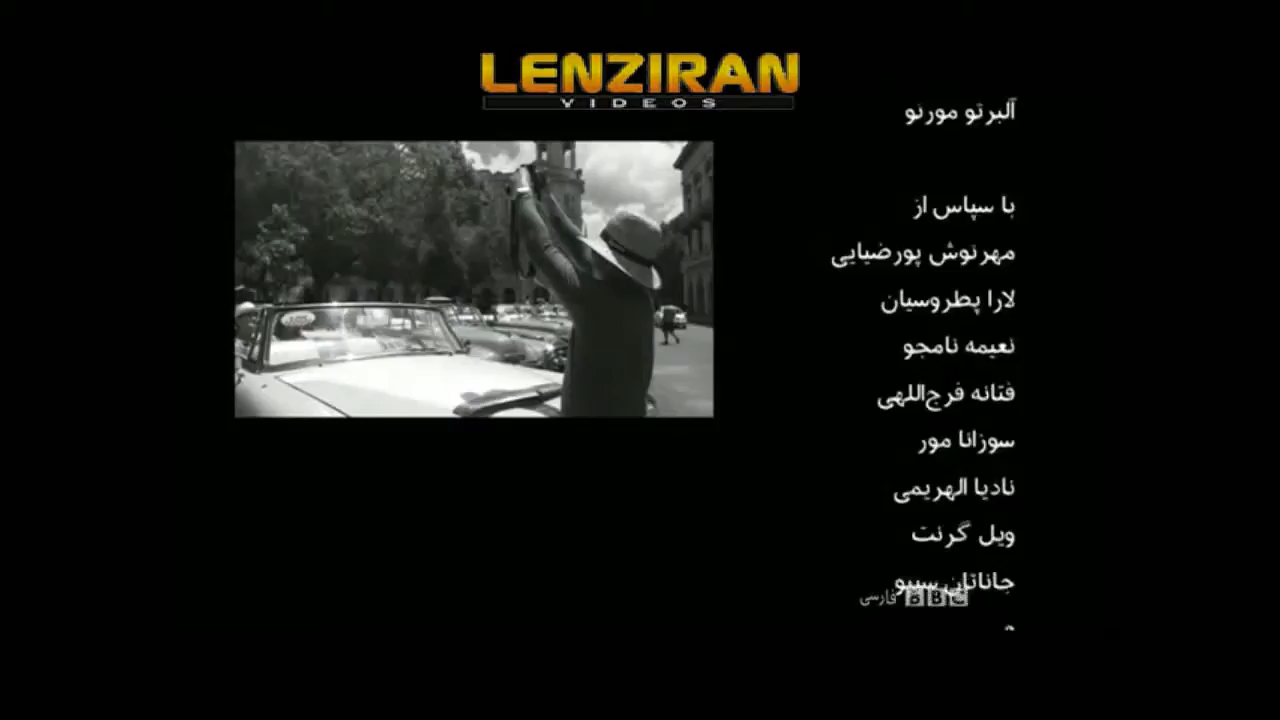 LENZIRAN
VIDEOS
آلبرتو مورنو
با سپاس از
مهرنوش پورضیایی
لارا پطروسیان
نعیمه نامجو
فتانه فرج‌اللهی
سوزانا مور
نادیا الهریمی
ویل گرنت
جاناتان
BBC فارسی